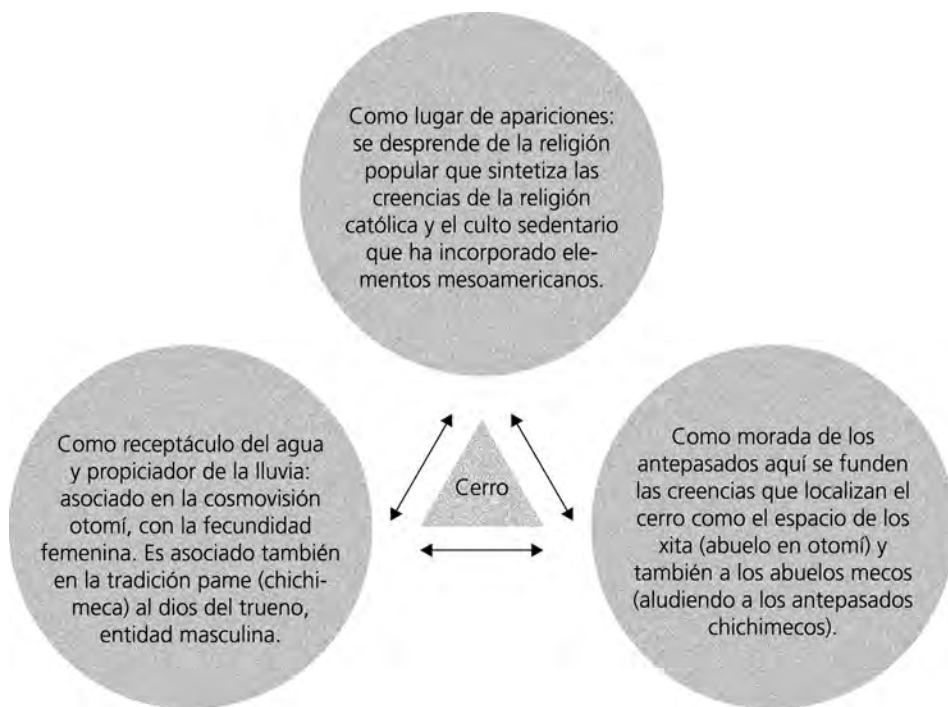 Como lugar de apariciones:
se desprende de la religión
popular que sintetiza las
creencias de la religión
católica y el culto sedentario
que ha incorporado ele-
mentos mesoamericanos.
Como receptáculo del agua
y propiciador de la lluvia:
asociado en la cosmovisión
otomí, con la fecundidad
femenina. Es asociado también
en la tradición pame (chichi-
meca) al dios del trueno,
entidad masculina.
Cerro
Como morada de los
antepasados aquí se funden
las creencias que localizan el
cerro como el espacio de los
xita (abuelo en otomí) y
también a los abuelos mecos
(aludiendo a los antepasados
chichimecos).